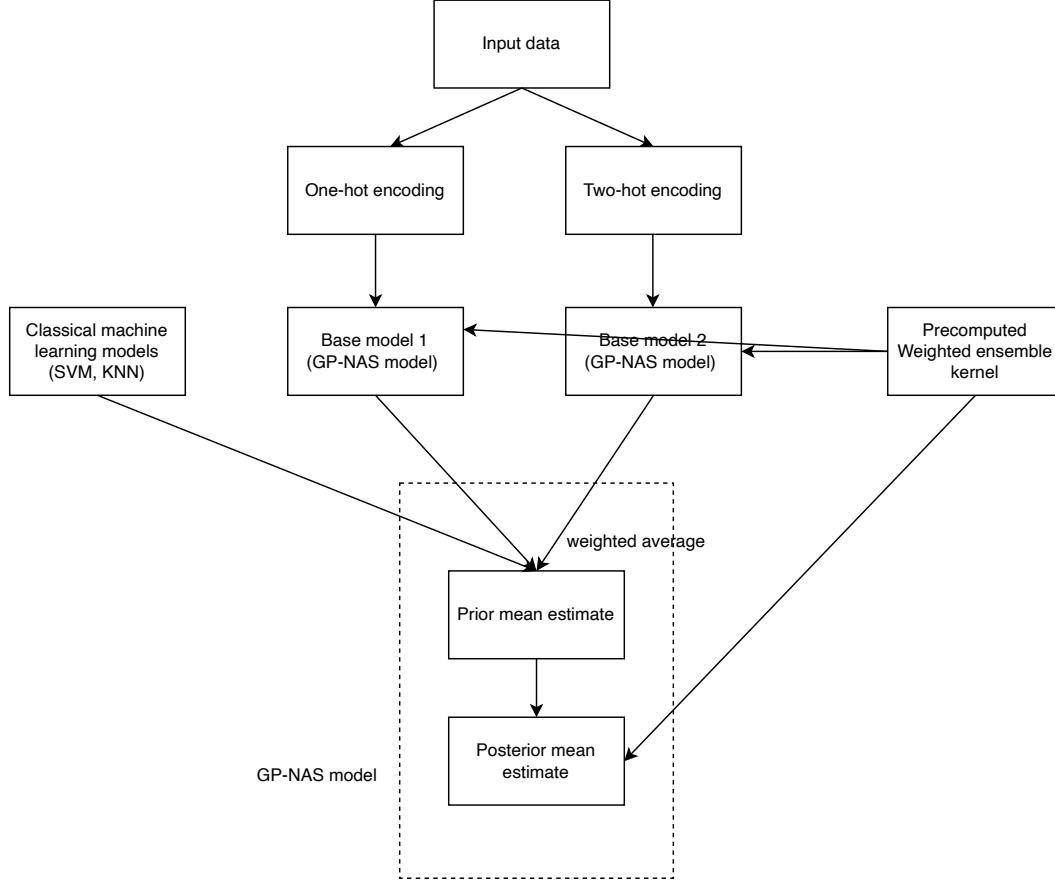 Input data
One-hot encoding
Two-hot encoding
Classical machine
learning models
(SVM, KNN)
Base model 1
(GP-NAS model)
Base model 2
(GP-NAS model)
Precomputed
Weighted ensemble
kernel
weighted average
Prior mean estimate
Posterior mean
estimate
GP-NAS model